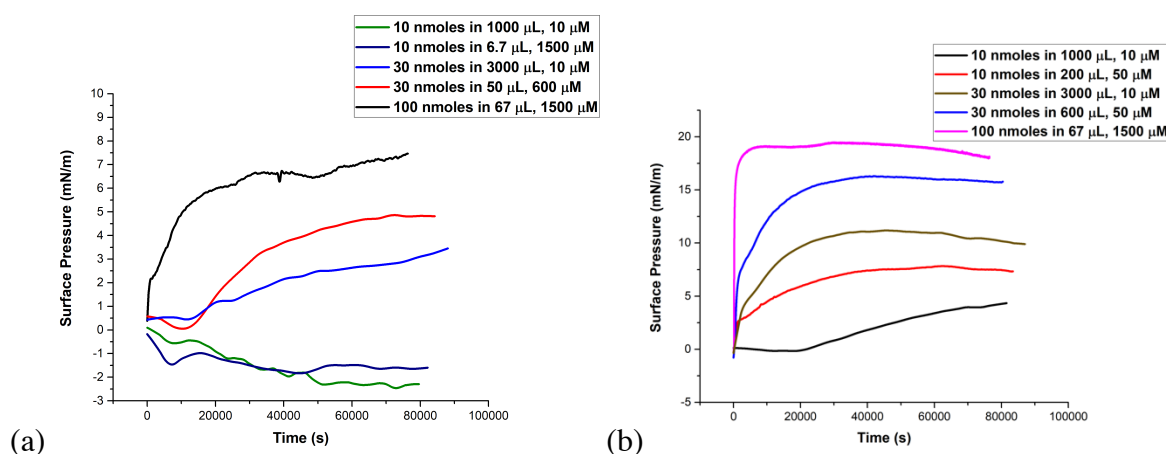 10 nmoles in 1000 μL, 10 μM
10 nmoles in 6.7 μL, 1500 μM
30 nmoles in 3000 μL, 10 μM
30 nmoles in 50 μL, 600 μM
100 nmoles in 67 μL, 1500 μM
10
9
8
7
6
5
4
3
2
1
0
-1
-2
-3
Surface Pressure (mN/m)
0 20000 40000 60000 80000 100000
Time (s)
(a)
10 nmoles in 1000 μL, 10 μM
10 nmoles in 200 μL, 50 μM
30 nmoles in 3000 μL, 10 μM
30 nmoles in 600 μL, 50 μM
100 nmoles in 67 μL, 1500 μM
20
15
10
5
0
-5
Surface Pressure (mN/m)
0 20000 40000 60000 80000 100000
Time (s)
(b)